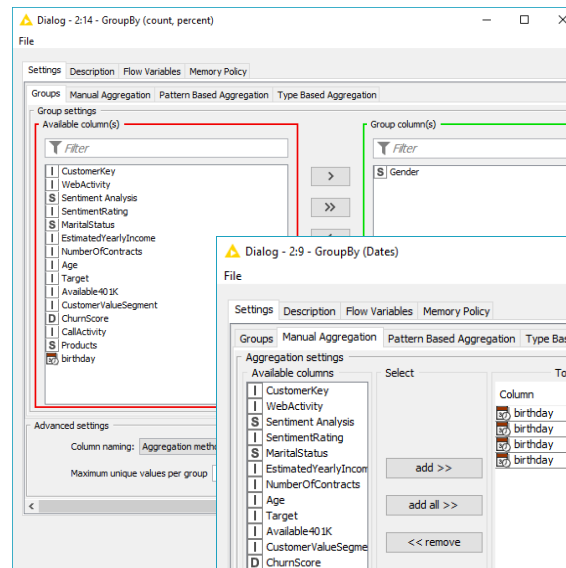 Dialog - 2:14 - GroupBy (count, percent)
File
Settings Description Flow Variables Memory Policy
Groups Manual Aggregation Pattern Based Aggregation Type Based Aggregation
Group settings
Available column(s)
Group column(s)
Filter
Filter
I CustomerKey
I WebActivity
S Sentiment Analysis
I SentimentRating
S MaritalStatus
I EstimatedYearlyIncome
I NumberOfContracts
I Age
I Target
I Available401K
I CustomerValueSegment
D ChurnScore
I CallActivity
S Products
birthday
>
>>
S Gender
Advanced settings
Column naming: Aggregation metho
Maximum unique values per group
<
Dialog - 2:9 - GroupBy (Dates)
File
Settings Description Flow Variables Memory Policy
Groups Manual Aggregation Pattern Based Aggregation Type Bas
Aggregation settings
Available columns
Select
To
I CustomerKey
I WebActivity
S Sentiment Analysis
I SentimentRating
S MaritalStatus
I EstimatedYearlyIncom
I NumberOfContracts
I Age
I Target
I Available401K
I CustomerValueSegme
D ChurnScore
add >>
add all >>
<< remove
Column
birthday
birthday
birthday
birthday